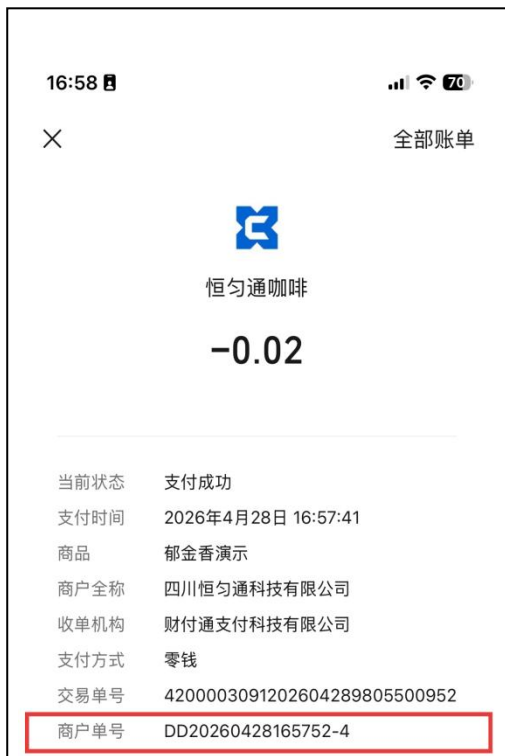 16:58
70
全部账单
恒匀通咖啡
-0.02
当前状态 支付成功
支付时间 2026年4月28日 16:57:41
商品 郁金香演示
商户全称 四川恒匀通科技有限公司
收单机构 财付通支付科技有限公司
支付方式 零钱
交易单号 4200003091202604289805500952
商户单号 DD20260428165752-4